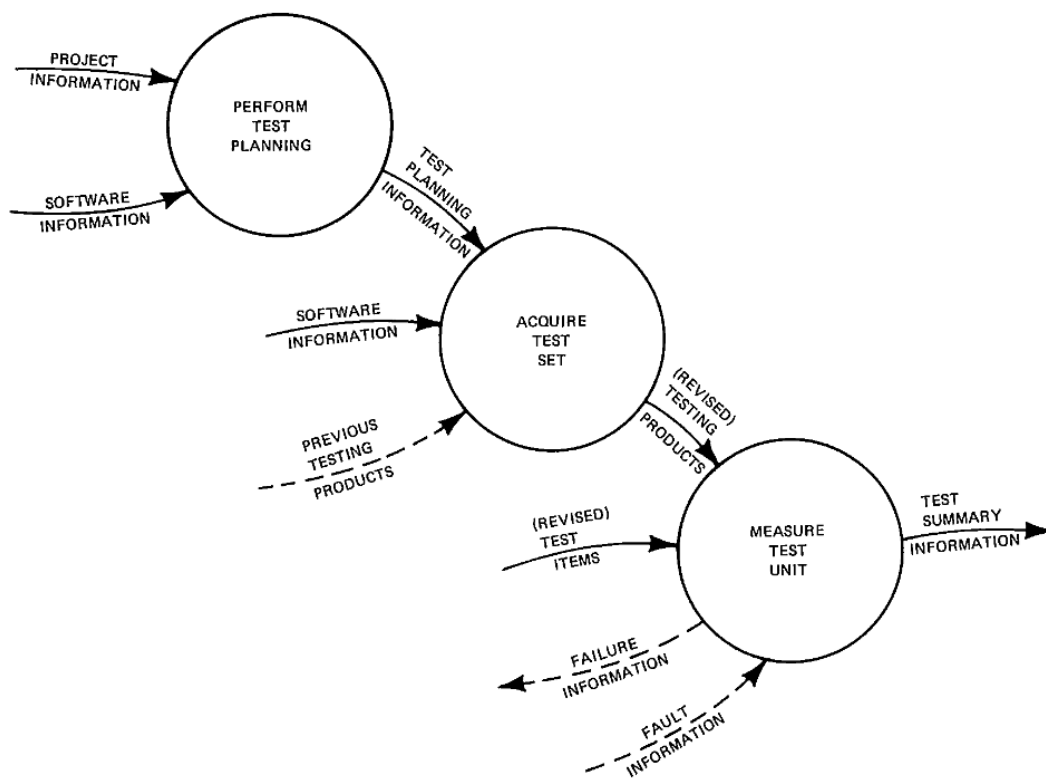 PROJECT
INFORMATION
PERFORM
TEST
PLANNING
SOFTWARE
INFORMATION
TEST
PLANNING
INFORMATION
SOFTWARE
INFORMATION
ACQUIRE
TEST
SET
PREVIOUS
TESTING
PRODUCTS
(REVISED)
TESTING
PRODUCTS
(REVISED)
TEST
ITEMS
MEASURE
TEST
UNIT
TEST
SUMMARY
INFORMATION
FAILURE
INFORMATION
FAULT
INFORMATION